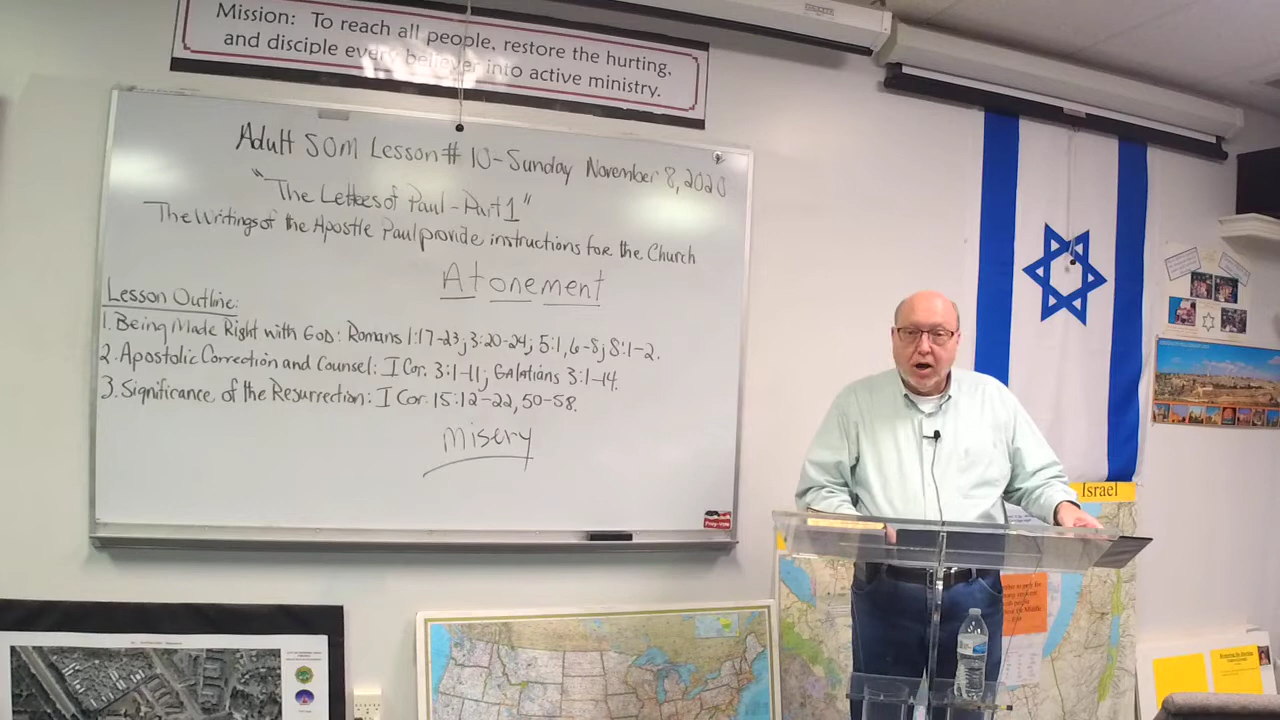 Mission: To reach all people, restore the hurting,
and disciple every believer into active ministry.
Adult SOM Lesson # 10-Sunday November 8, 2020
"The Letters of Paul-Part 1"
The Writings of the Apostle Paul provide instructions for the Church
Atonement
Lesson Outline:
1. Being Made Right with GOD: Romans 1:17-23; 3:20-24; 5:1, 6-8; 8:1-2.
2. Apostolic Correction and Counsel: I Cor. 3:1-11; Galatians 3:1-14.
3. Significance of the Resurrection: I Cor. 15:12-22, 50-58.
Misery
Israel